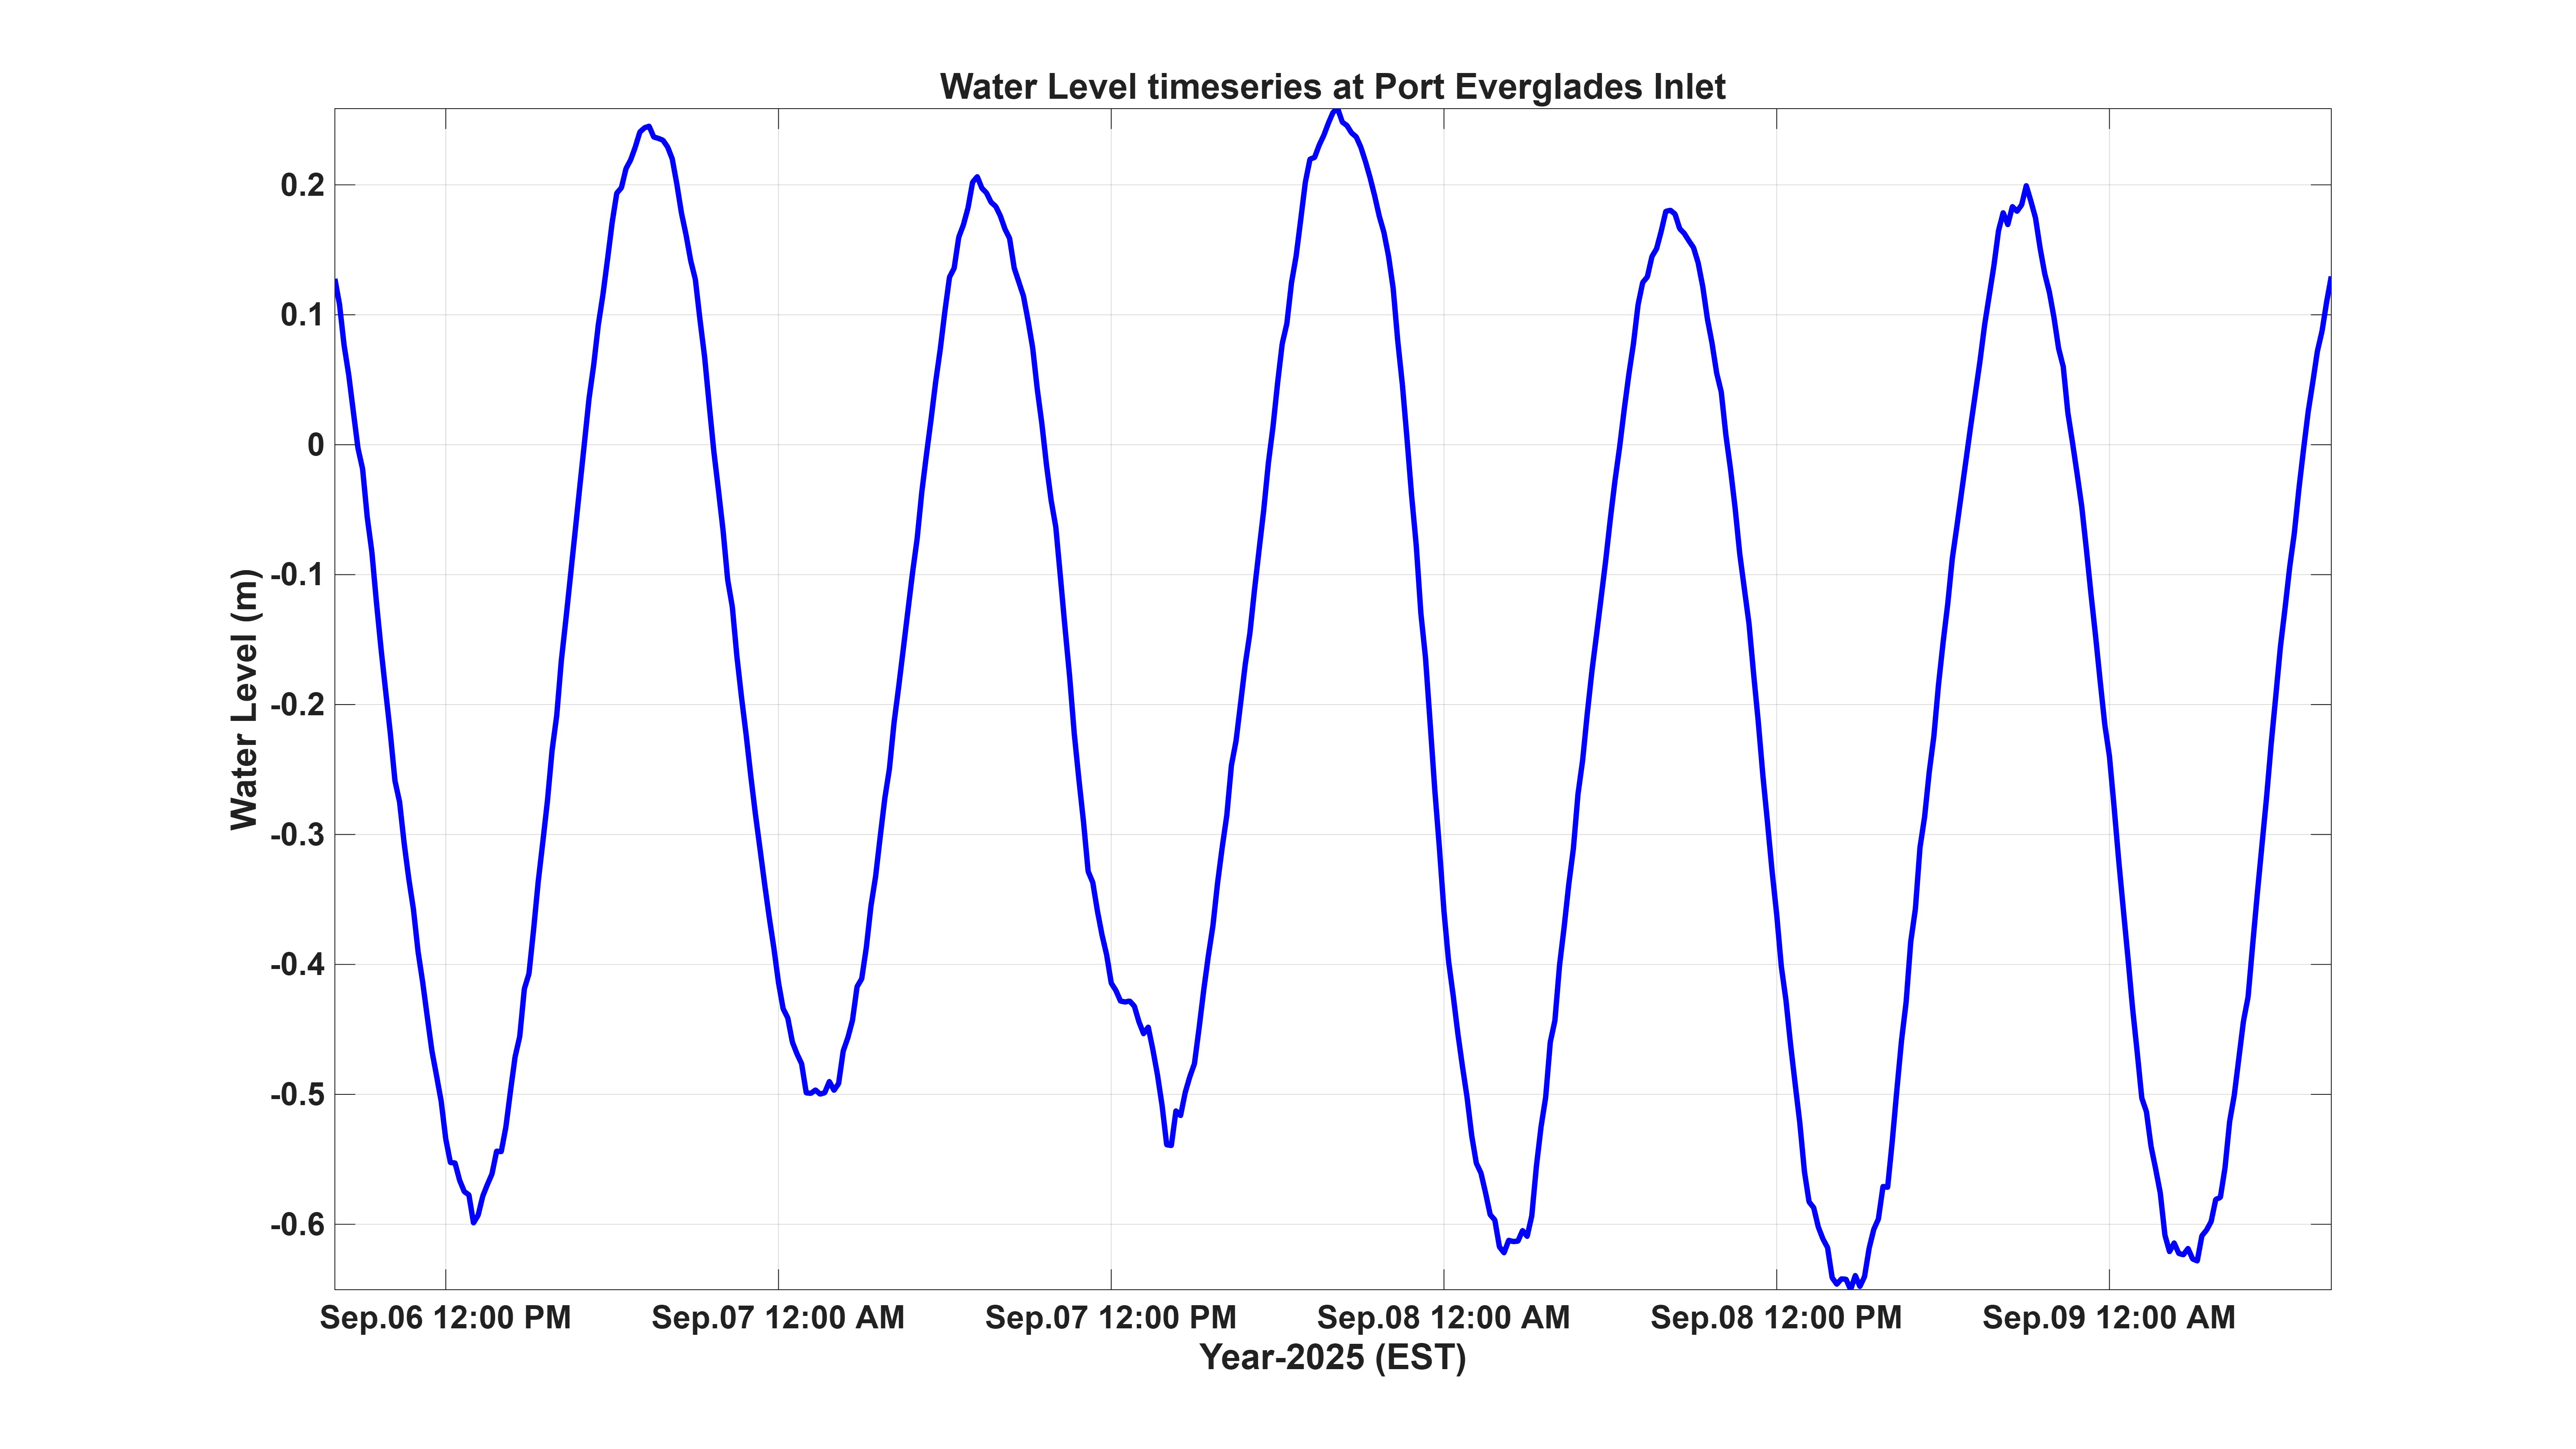 Water Level timeseries at Port Everglades Inlet
0.2
0.1
0
-0.1
-0.2
-0.3
-0.4
-0.5
-0.6
Water Level (m)
Sep.06 12:00 PM Sep.07 12:00 AM Sep.07 12:00 PM Sep.08 12:00 AM Sep.08 12:00 PM Sep.09 12:00 AM
Year-2025 (EST)